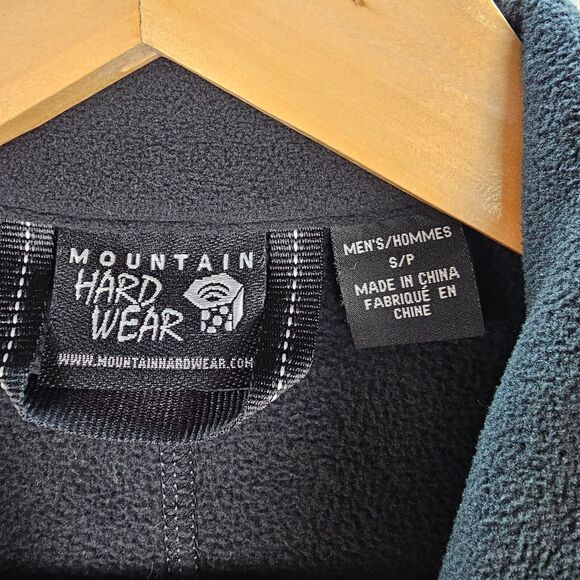 MOUNTAIN
HARD
WEAR
WWW.MOUNTAINHARDWEAR.COM
MEN'S/HOMMES
S/P
MADE IN CHINA
FABRIQUÉ EN
CHINE